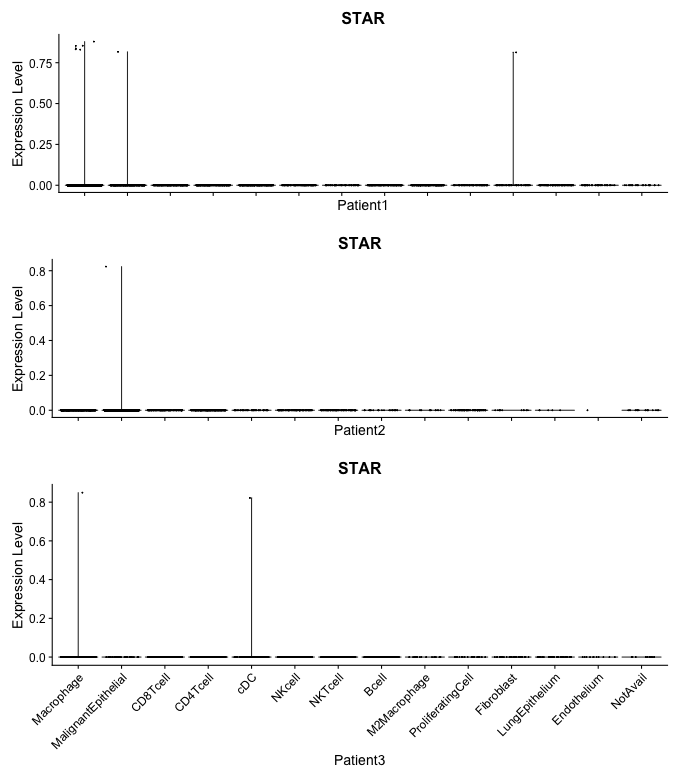 STAR
Expression Level
0.75
0.50
0.25
0.00
Patient1
STAR
Expression Level
0.8
0.6
0.4
0.2
0.0
Patient2
STAR
Expression Level
0.8
0.6
0.4
0.2
0.0
Macrophage
MalignantEpithelial
CD8Tcell
CD4Tcell
cDC
NKcell
NKTcell
Bcell
M2Macrophage
ProliferatingCell
Fibroblast
LungEpithelium
Endothelium
NotAvail
Patient3